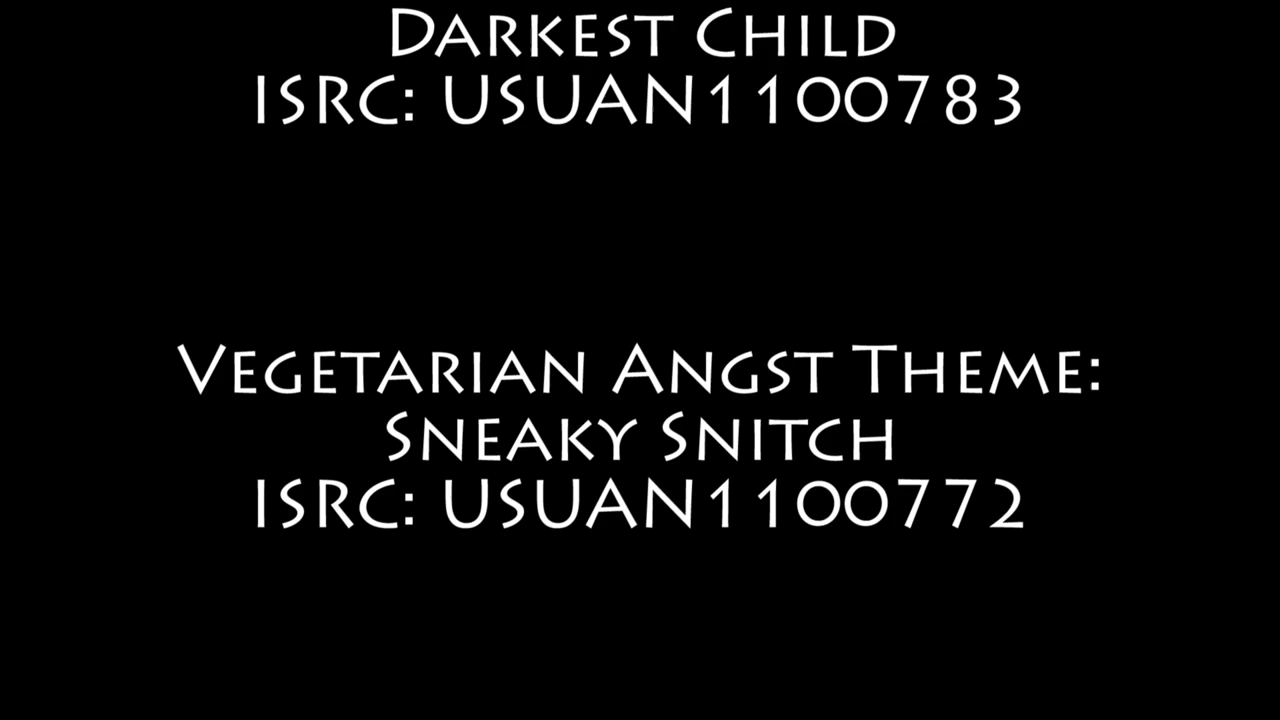 Darkest Child
ISRC: USUAN1100783
Vegetarian Angst Theme:
Sneaky Snitch
ISRC: USUAN1100772